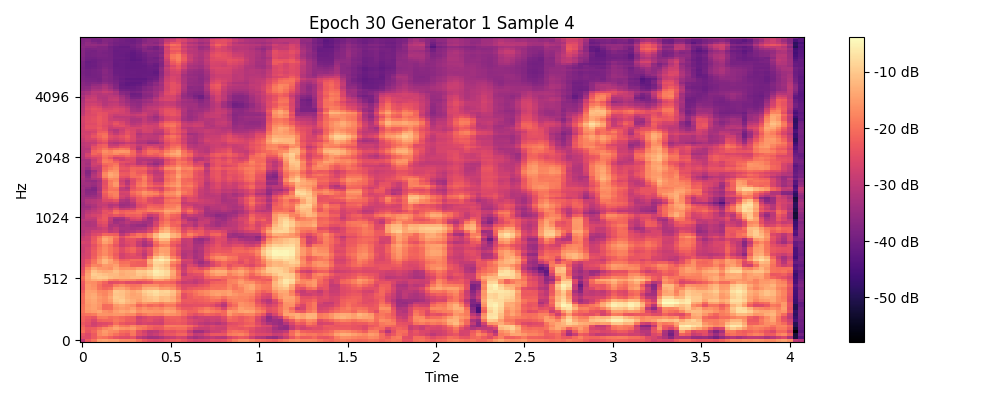 Epoch 30 Generator 1 Sample 4
Hz
4096
2048
1024
512
0
0 0.5 1 1.5 2 2.5 3 3.5 4
Time
-10 dB
-20 dB
-30 dB
-40 dB
-50 dB